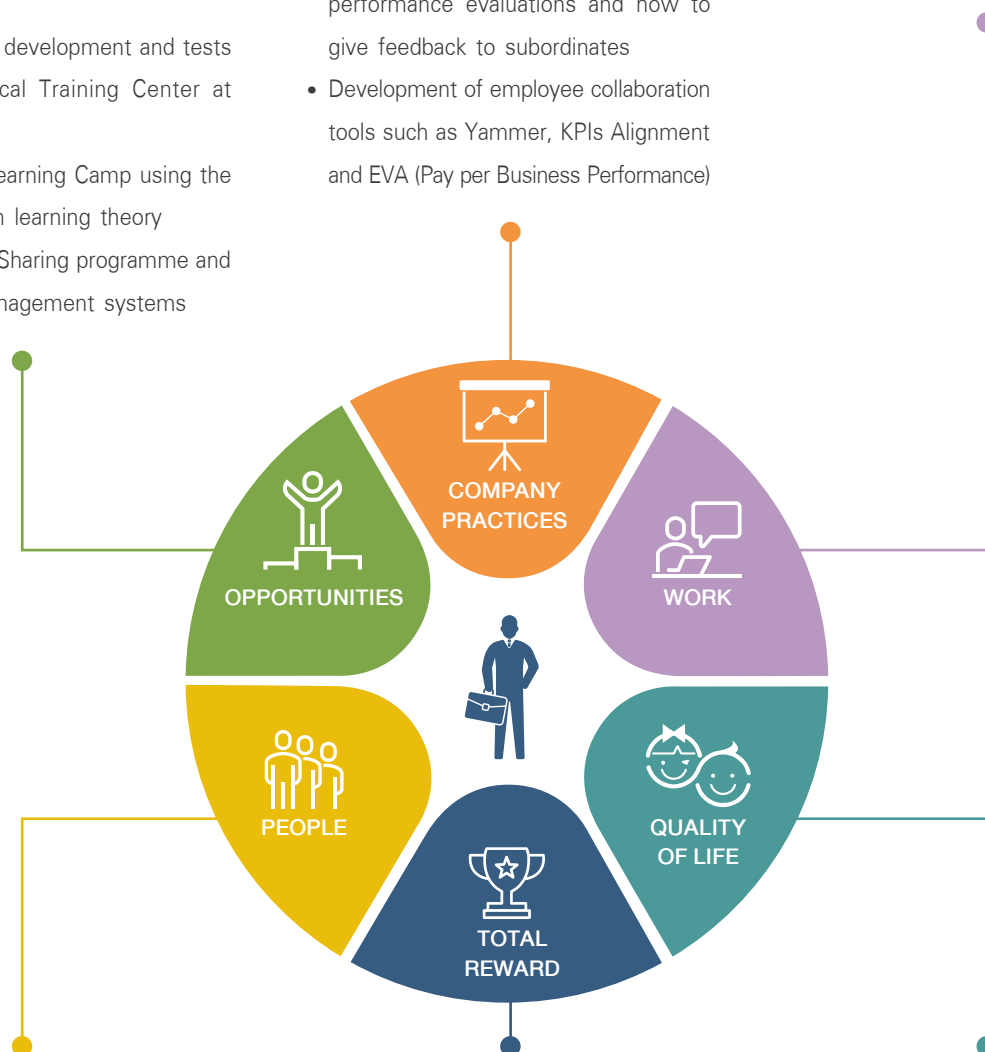 development and tests
cal Training Center at
earning Camp using the
learning theory
Sharing programme and
nagement systems
performance evaluations and how to
give feedback to subordinates
• Development of employee collaboration
tools such as Yammer, KPIs Alignment
and EVA (Pay per Business Performance)
COMPANY
PRACTICES
OPPORTUNITIES
WORK
PEOPLE
QUALITY
OF LIFE
TOTAL
REWARD